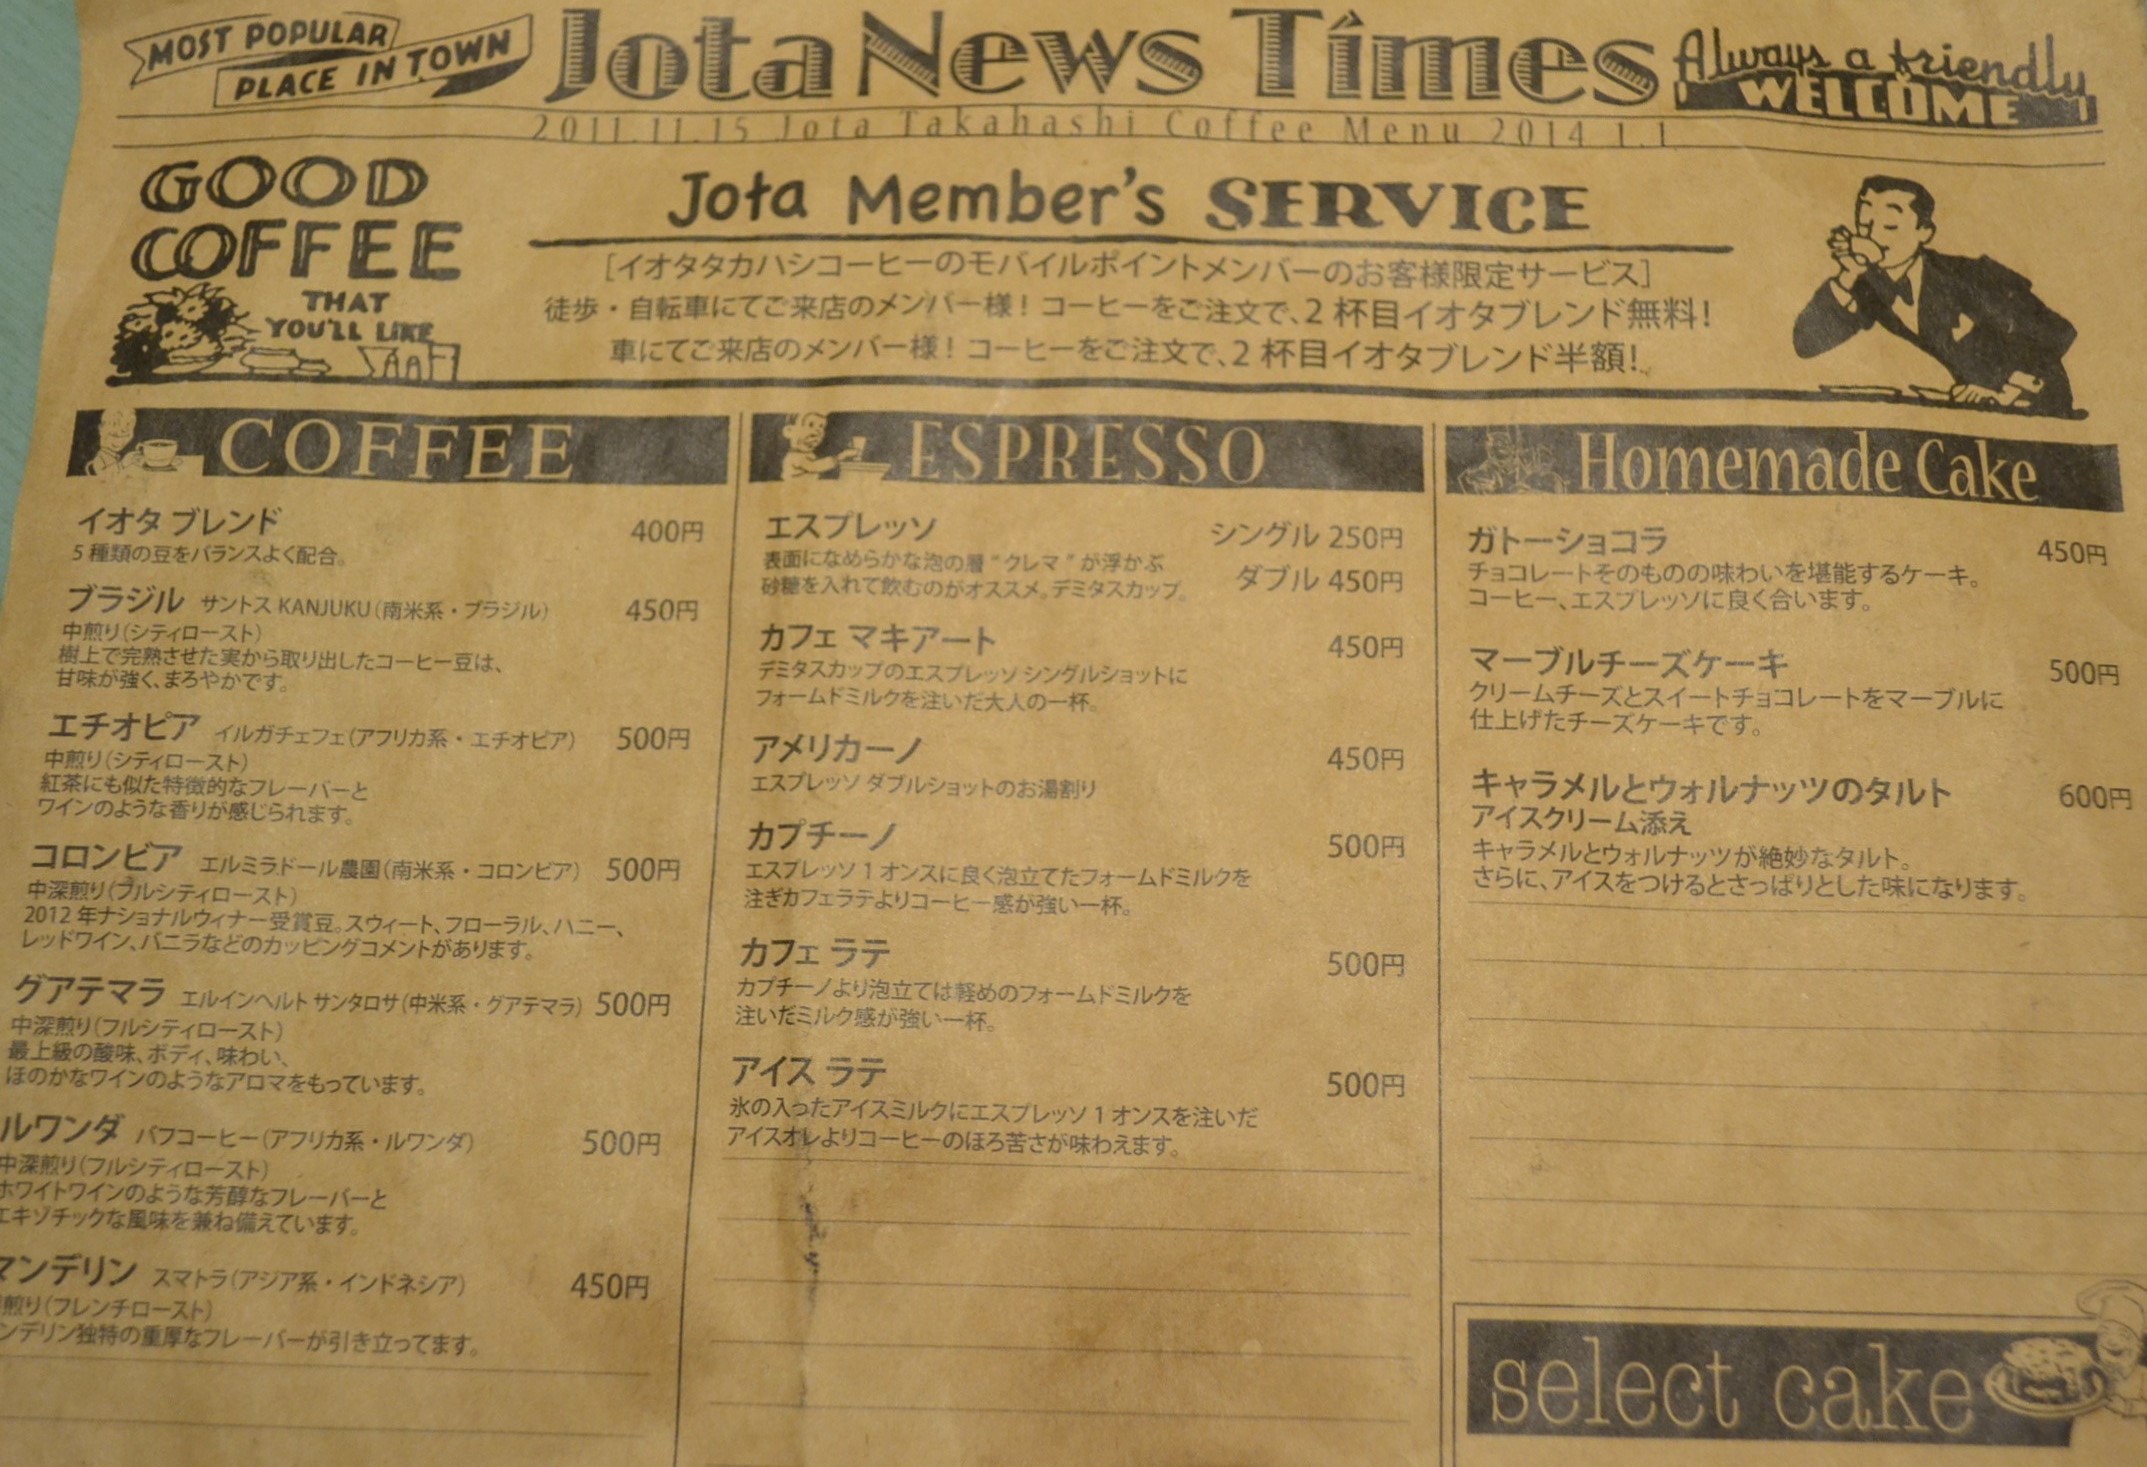 MOST POPULAR
PLACE IN TOWN
Jota News Times
Always a friendly
WELCOME
2011.11.15 Jota Takahashi Coffee Menu 2014 1.1
GOOD
COFFEE
THAT
YOU'LL LIKE
Jota Member's SERVICE
[イオタタカハシコーヒーのモバイルポイントメンバーのお客様限定サービス]
徒歩・自転車にてご来店のメンバー様！コーヒーをご注文で、2杯目イオタブレンド無料！
車にてご来店のメンバー様！コーヒーをご注文で、2杯目イオタブレンド半額！
COFFEE
イオタ ブレンド 400円
5種類の豆をバランスよく配合。
ブラジル サントス KANJUKU（南米系・ブラジル） 450円
中煎り（シティロースト）
樹上で完熟させた実から取り出したコーヒー豆は、
甘味が強く、まろやかです。
エチオピア イルガチェフェ（アフリカ系・エチオピア） 500円
中煎り（シティロースト）
紅茶にも似た特徴的なフレーバーと
ワインのような香りが感じられます。
コロンビア エルミラドール農園（南米系・コロンビア） 500円
中深煎り（フルシティロースト）
2012年ナショナルウィナー受賞豆。スウィート、フローラル、ハニー、
レッドワイン、バニラなどのカッピングコメントがあります。
グアテマラ エルインヘルト サンタロサ（中米系・グアテマラ） 500円
中深煎り（フルシティロースト）
最上級の酸味、ボディ、味わい、
ほのかなワインのようなアロマをもっています。
ルワンダ バフコーヒー（アフリカ系・ルワンダ） 500円
中深煎り（フルシティロースト）
ホワイトワインのような芳醇なフレーバーと
エキゾチックな風味を兼ね備えています。
マンデリン スマトラ（アジア系・インドネシア） 450円
煎り（フレンチロースト）
ンデリン独特の重厚なフレーバーが引き立ってます。
ESPRESSO
エスプレッソ シングル 250円
表面になめらかな泡の層“クレマ”が浮かぶ
砂糖を入れて飲むのがオススメ。デミタスカップ。 ダブル 450円
カフェ マキアート 450円
デミタスカップのエスプレッソ シングルショットに
フォームドミルクを注いだ大人の一杯。
アメリカーノ 450円
エスプレッソ ダブルショットのお湯割り
カプチーノ 500円
エスプレッソ1オンスに良く泡立てたフォームドミルクを
注ぎカフェラテよりコーヒー感が強い一杯。
カフェ ラテ 500円
カプチーノより泡立ては軽めのフォームドミルクを
注いだミルク感が強い一杯。
アイス ラテ 500円
氷の入ったアイスミルクにエスプレッソ1オンスを注いだ
アイスオレよりコーヒーのほろ苦さが味わえます。
Homemade Cake
ガトーショコラ 450円
チョコレートそのものの味わいを堪能するケーキ。
コーヒー、エスプレッソに良く合います。
マーブルチーズケーキ 500円
クリームチーズとスイートチョコレートをマーブルに
仕上げたチーズケーキです。
キャラメルとウォルナッツのタルト 600円
アイスクリーム添え
キャラメルとウォルナッツが絶妙なタルト。
さらに、アイスをつけるとさっぱりとした味になります。
select cake